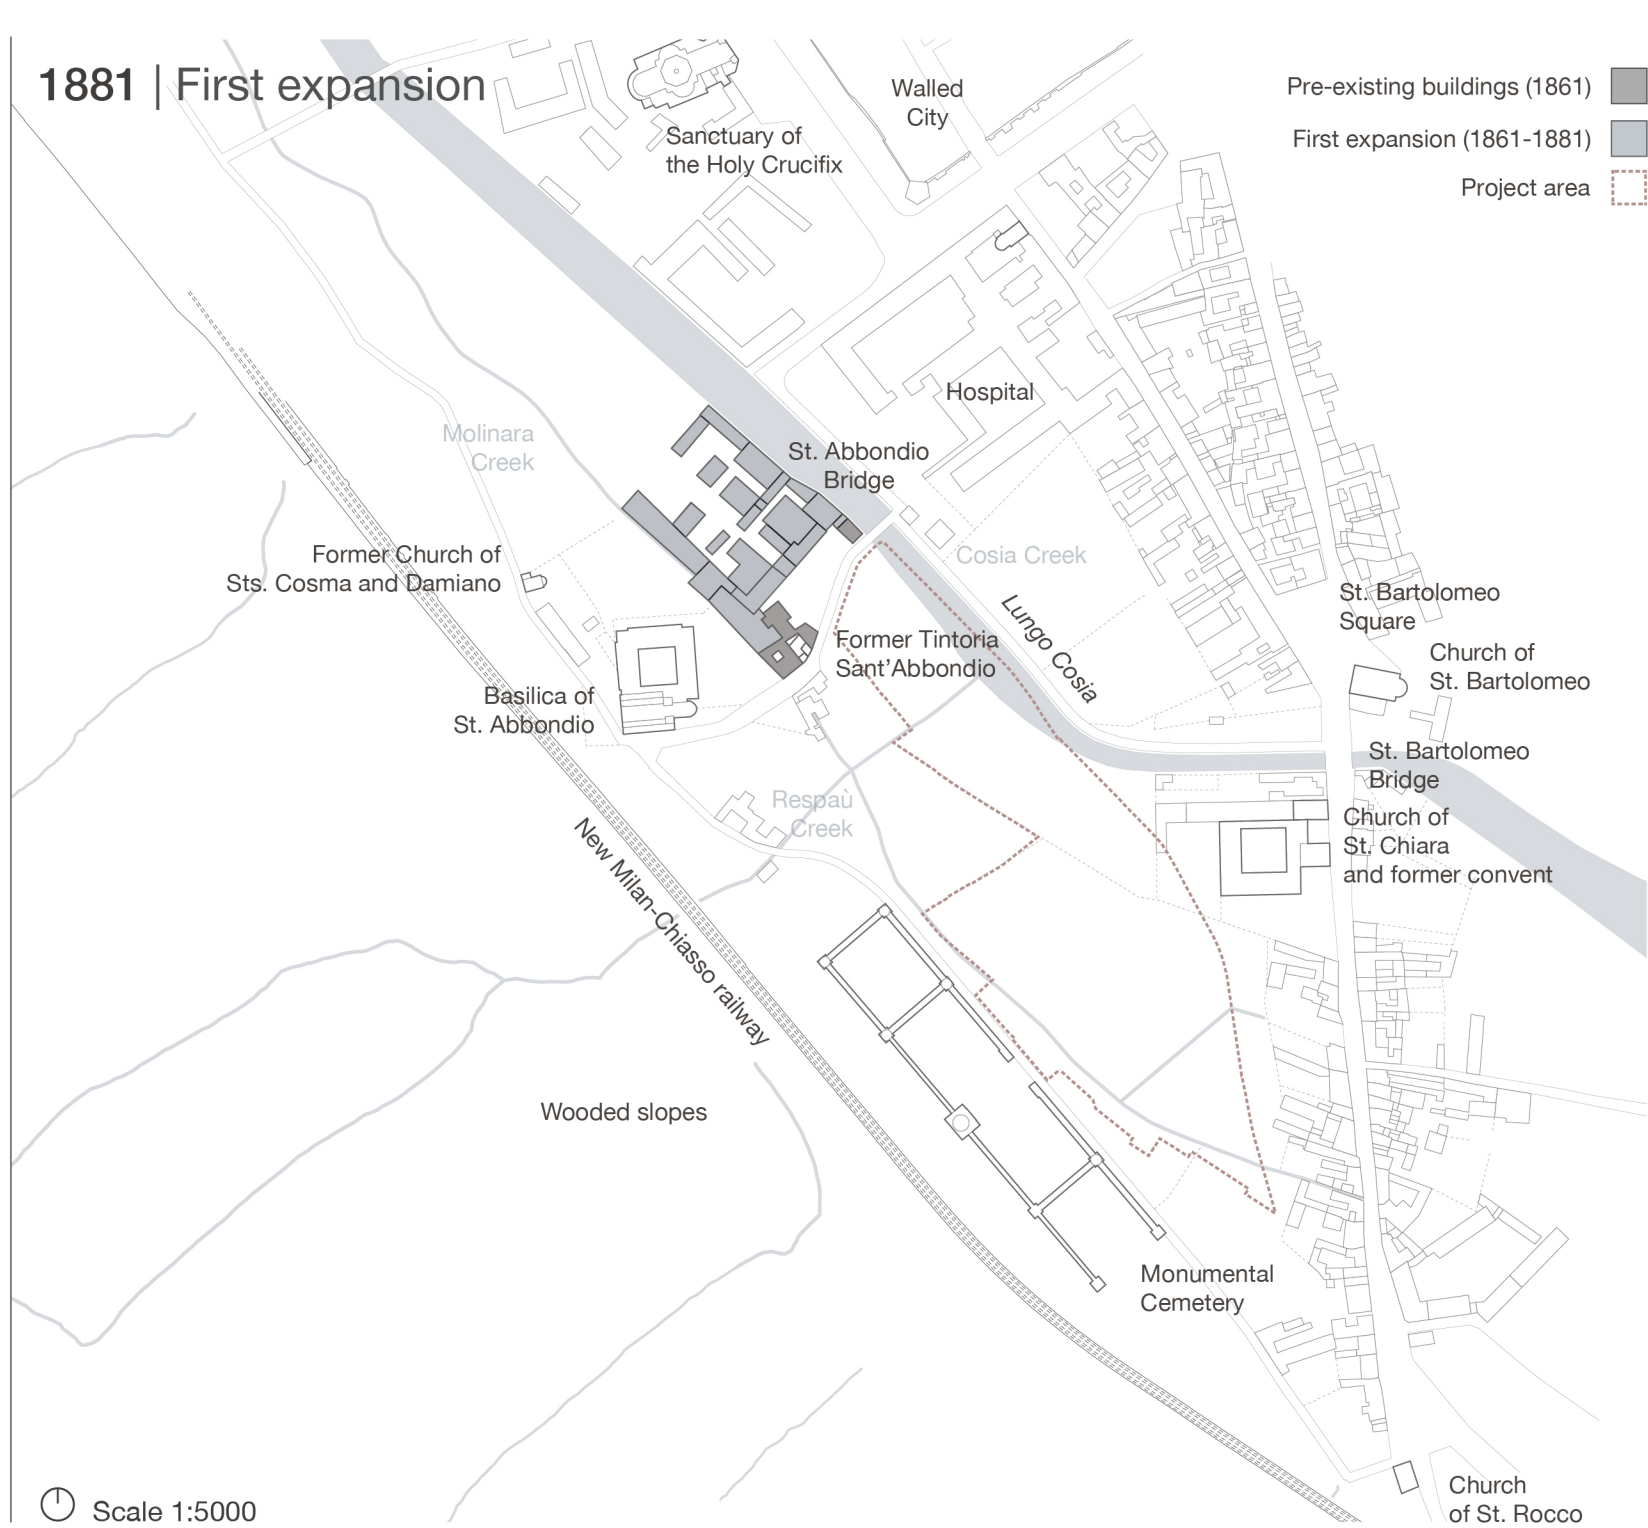 1881 | First expansion
Pre-existing buildings (1861)
First expansion (1861-1881)
Project area
Walled
City
Sanctuary of
the Holy Crucifix
Hospital
Molinara
Creek
St. Abbondio
Bridge
Former Church of
Sts. Cosma and Damiano
Cosia Creek
Lungo Cosia
St. Bartolomeo
Square
Former Tintoria
Sant'Abbondio
Church of
St. Bartolomeo
Basilica of
St. Abbondio
St. Bartolomeo
Bridge
Respaù
Creek
Church of
St. Chiara
and former convent
New Milan-Chiasso railway
Wooded slopes
Monumental
Cemetery
Church
of St. Rocco
Scale 1:5000